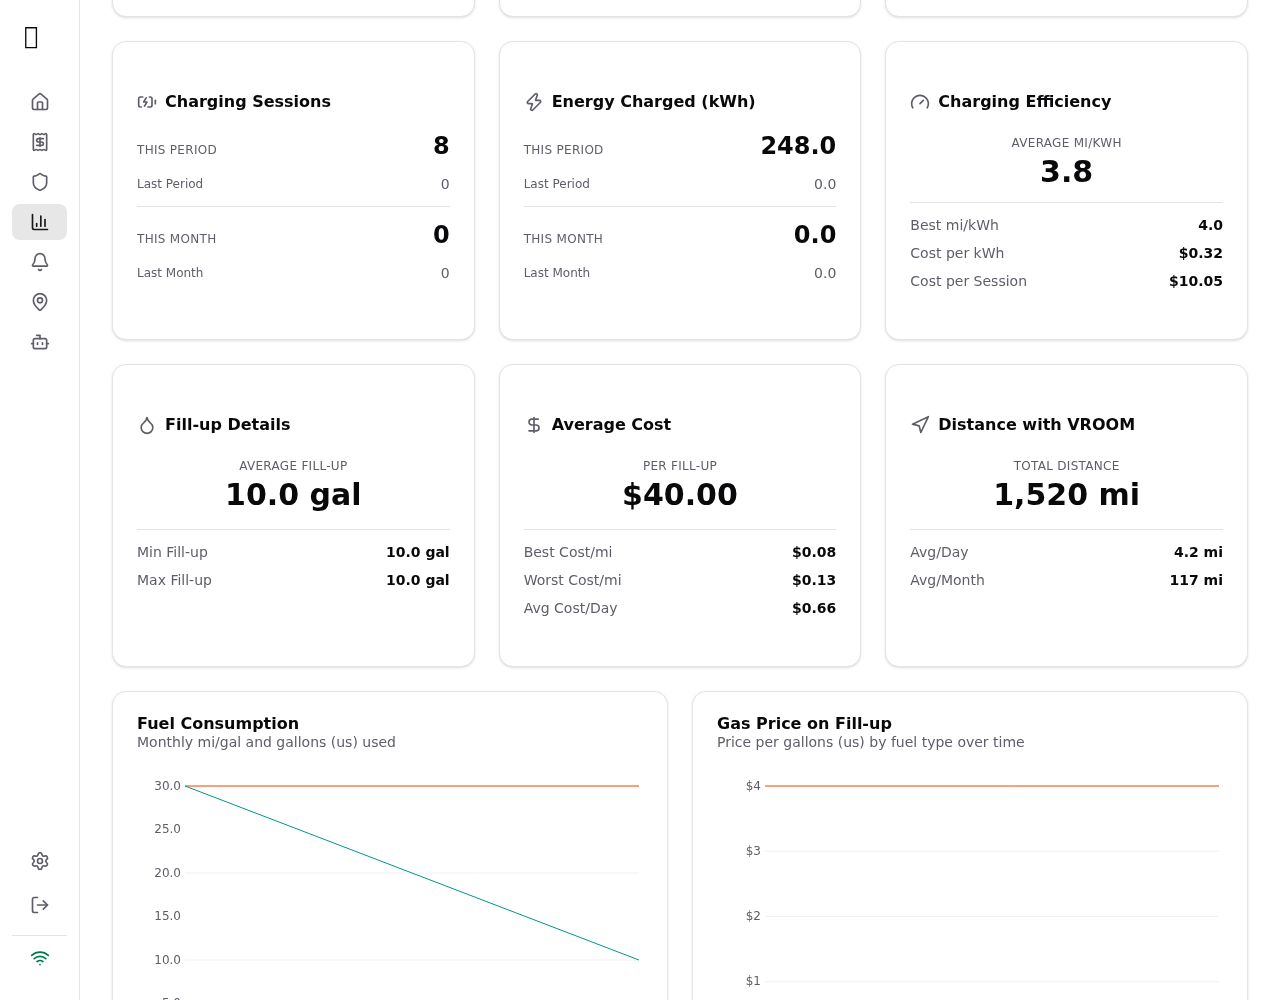 Charging Sessions
THIS PERIOD 8
Last Period 0
THIS MONTH 0
Last Month 0
Energy Charged (kWh)
THIS PERIOD 248.0
Last Period 0.0
THIS MONTH 0.0
Last Month 0.0
Charging Efficiency
AVERAGE MI/KWH
3.8
Best mi/kWh 4.0
Cost per kWh $0.32
Cost per Session $10.05
Fill-up Details
AVERAGE FILL-UP
10.0 gal
Min Fill-up 10.0 gal
Max Fill-up 10.0 gal
Average Cost
PER FILL-UP
$40.00
Best Cost/mi $0.08
Worst Cost/mi $0.13
Avg Cost/Day $0.66
Distance with VROOM
TOTAL DISTANCE
1,520 mi
Avg/Day 4.2 mi
Avg/Month 117 mi
Fuel Consumption
Monthly mi/gal and gallons (us) used
30.0
25.0
20.0
15.0
10.0
5.0
Gas Price on Fill-up
Price per gallons (us) by fuel type over time
$4
$3
$2
$1